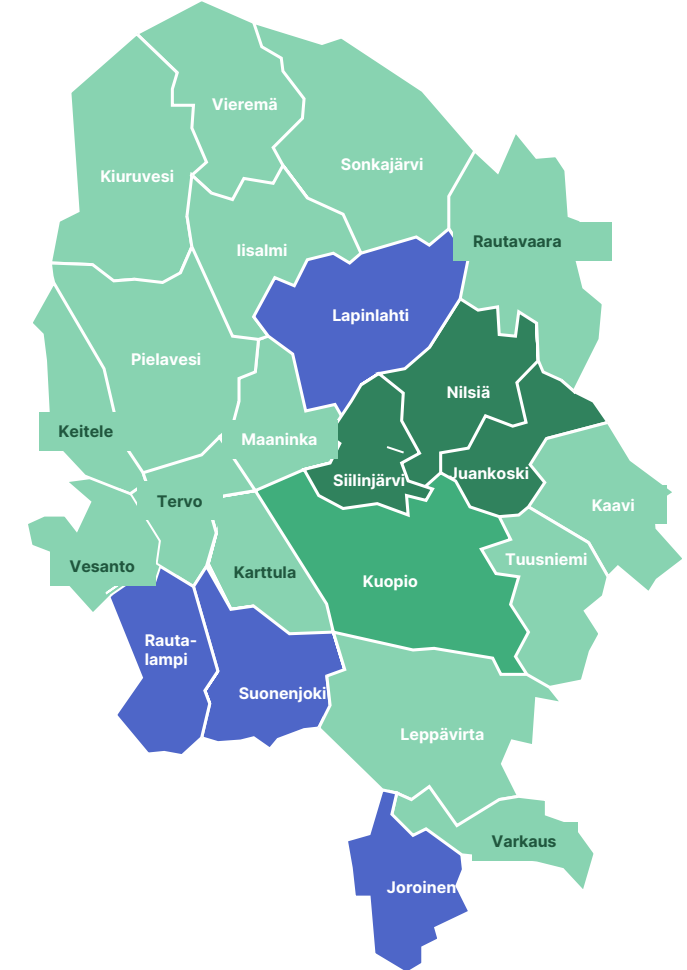 Vieremä
Sonkajärvi
Kiuruvesi
Rautavaara
Iisalmi
Lapinlahti
Pielavesi
Nilsiä
Keitele
Maaninka
Juankoski
Siilinjärvi
Tervo
Kaavi
Tuusniemi
Vesanto
Karttula
Kuopio
Rauta-
lampi
Suonenjoki
Leppävirta
Varkaus
Joroinen